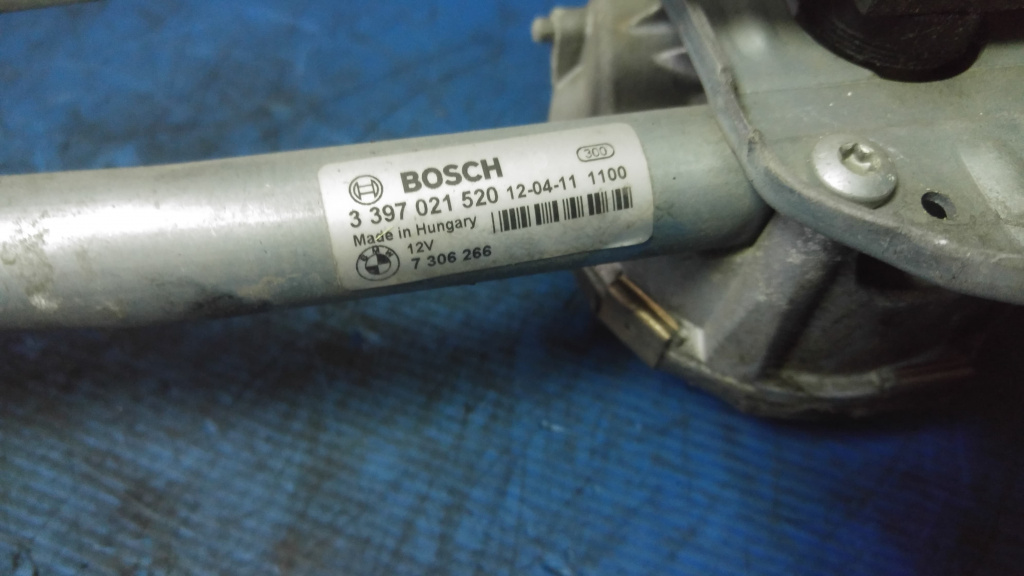 BOSCH 300
3 397 021 520 12-04-11 1100
Made in Hungary
12V
7 306 266